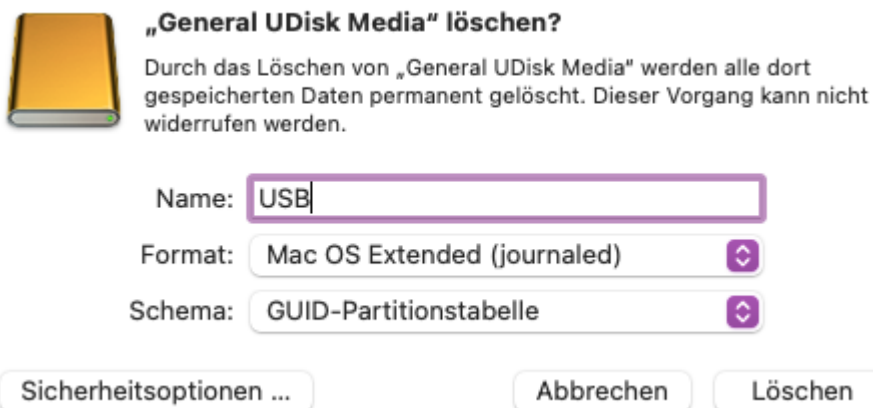 „General UDisk Media“ löschen?
Durch das Löschen von „General UDisk Media“ werden alle dort
gespeicherten Daten permanent gelöscht. Dieser Vorgang kann nicht
widerrufen werden.
Name: USB
Format: Mac OS Extended (journaled)
Schema: GUID-Partitionstabelle
Sicherheitsoptionen ... Abbrechen Löschen